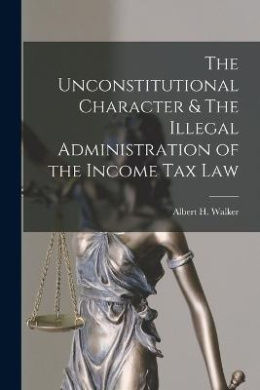 The
Unconstitutional
Character & The
Illegal
Administration of
the Income Tax Law
Albert H. Walker